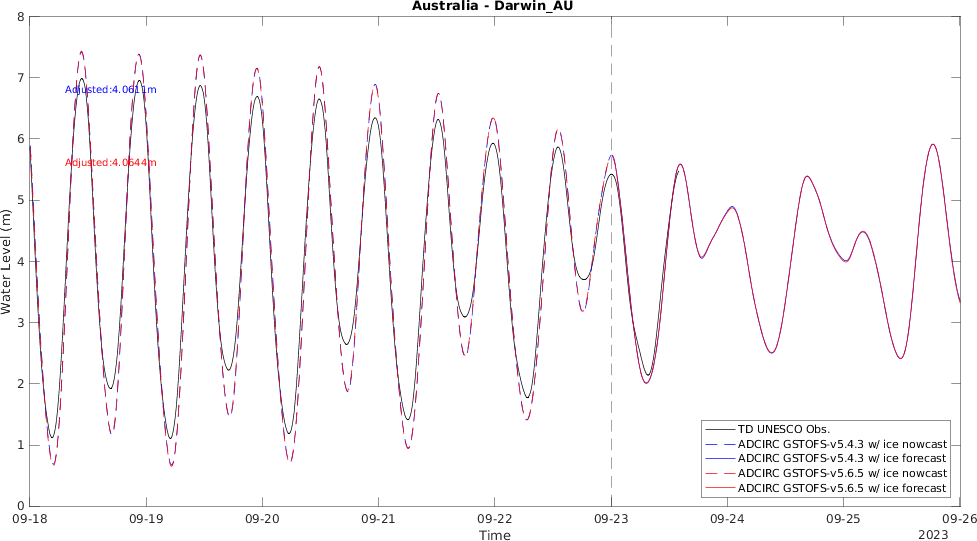 Australia - Darwin_AU
8
7
6
5
4
3
2
1
0
Water Level (m)
Adjusted:4.0611m
Adjusted:4.0644m
TD UNESCO Obs.
ADCIRC GSTOFS-v5.4.3 w/ ice nowcast
ADCIRC GSTOFS-v5.4.3 w/ ice forecast
ADCIRC GSTOFS-v5.6.5 w/ ice nowcast
ADCIRC GSTOFS-v5.6.5 w/ ice forecast
09-18 09-19 09-20 09-21 09-22 09-23 09-24 09-25 09-26
Time 2023